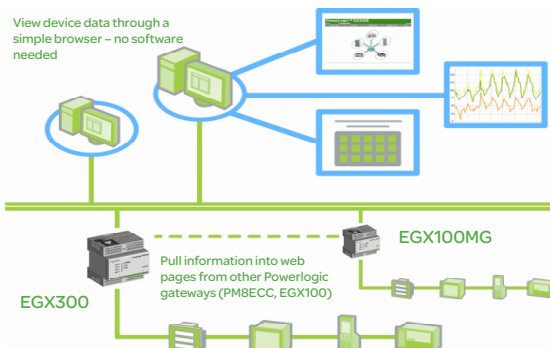 View device data through a
simple browser – no software
needed
EGX100MG
Pull information into web
pages from other Powerlogic
gateways (PM8ECC, EGX100)
EGX300